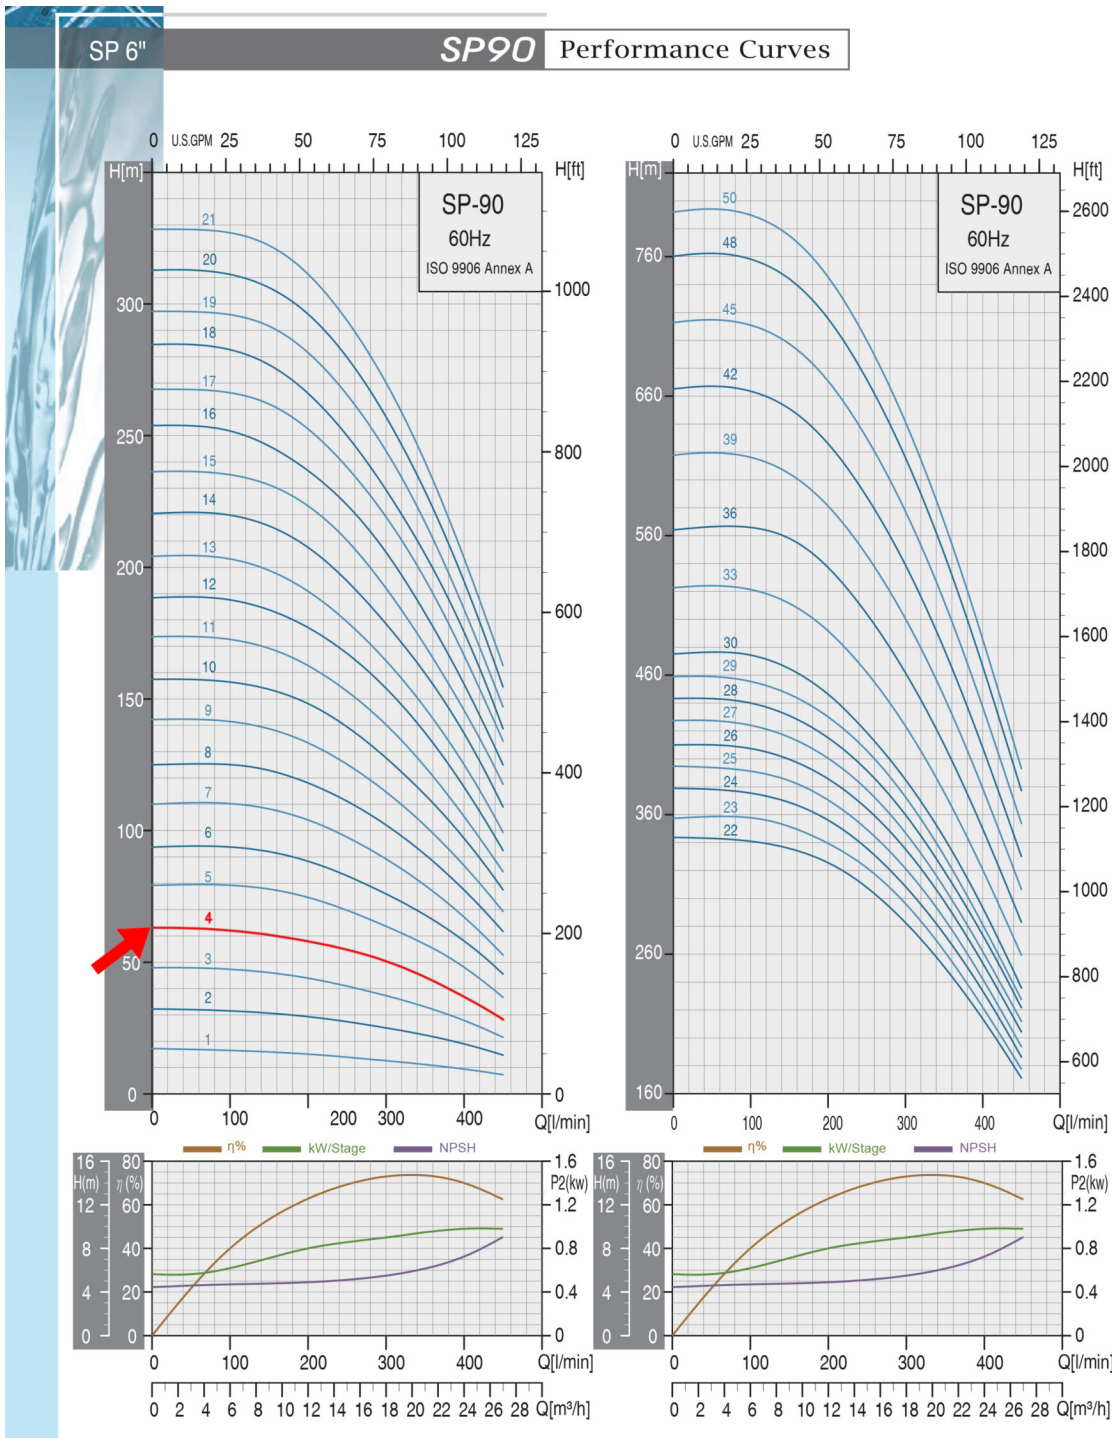 SP 6"
SP90 Performance Curves
0 U.S.GPM 25 50 75 100 125
H[m] H[ft]
SP-90
60Hz
ISO 9906 Annex A
300
250
200
150
100
50
0
1000
800
600
400
200
0
21
20
19
18
17
16
15
14
13
12
11
10
9
8
7
6
5
4
3
2
1
0 100 200 300 400 Q[l/min]
0 U.S.GPM 25 50 75 100 125
H[m] H[ft]
SP-90
60Hz
ISO 9906 Annex A
760
660
560
460
360
260
160
2600
2400
2200
2000
1800
1600
1400
1200
1000
800
600
50
48
45
42
39
36
33
30
29
28
27
26
25
24
23
22
0 100 200 300 400 Q[l/min]
η% kW/Stage NPSH
16 80 1.6
H(m) η (%) P2(kw)
12 60 1.2
8 40 0.8
4 20 0.4
0 0 0
0 100 200 300 400 Q[l/min]
0 2 4 6 8 10 12 14 16 18 20 22 24 26 28 Q[m³/h]
η% kW/Stage NPSH
16 80 1.6
H(m) η (%) P2(kw)
12 60 1.2
8 40 0.8
4 20 0.4
0 0 0
0 100 200 300 400 Q[l/min]
0 2 4 6 8 10 12 14 16 18 20 22 24 26 28 Q[m³/h]